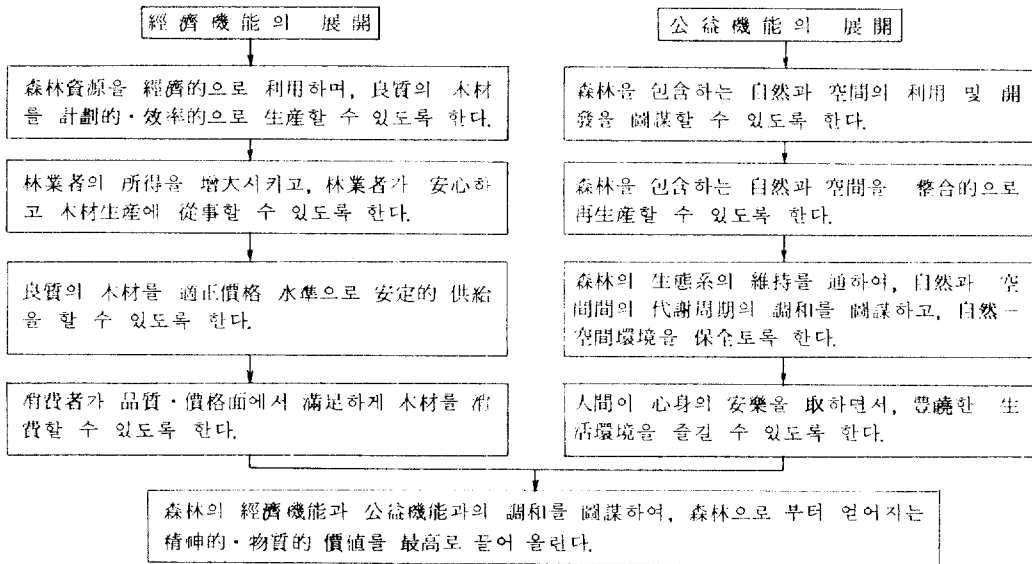 經濟機能의 展開
森林資源을 經濟的으로 利用하며, 良質의 木材
를 計劃的·效率的으로 生産할 수 있도록 한다.
林業者의 所得을 增大시키고, 林業者가 安心하
고 木材生産에 從事할 수 있도록 한다.
良質의 木材를 適正價格 水準으로 安定的 供給
을 할 수 있도록 한다.
消費者가 品質·價格面에서 滿足하게 木材를 消
費할 수 있도록 한다.
公益機能의 展開
森林을 包含하는 自然과 空間의 利用 및 開
發을 圖謀할 수 있도록 한다.
森林을 包含하는 自然과 空間을 整合的으로
再生産할 수 있도록 한다.
森林의 生態系의 維持를 通하여, 自然과 空
間間의 代謝周期의 調和를 圖謀하고, 自然-
空間環境을 保全토록 한다.
人間이 心身의 安樂을 取하면서, 豊饒한 生
活環境을 즐길 수 있도록 한다.
森林의 經濟機能과 公益機能과의 調和를 圖謀하여, 森林으로 부터 얻어지는
精神的·物質的 價値를 最高로 끌어 올린다.